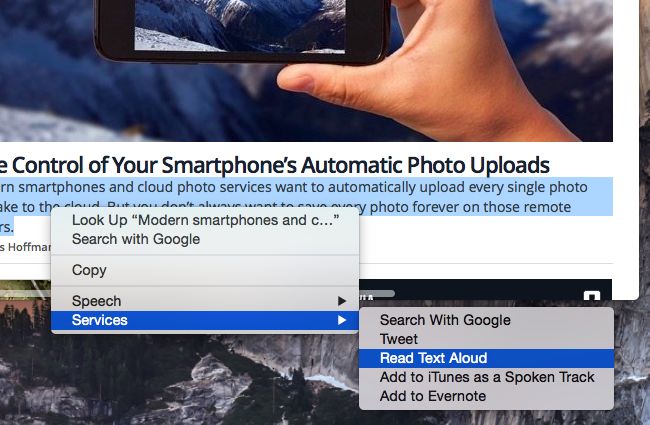 e Control of Your Smartphone's Automatic Photo Uploads
rn smartphones and cloud photo services want to automatically upload every single photo
ake to the cloud. But you don't always want to save every photo forever on those remote
rs.
s Hoffman
Look Up “Modern smartphones and c…”
Search with Google
Copy
Speech
Services
Search With Google
Tweet
Read Text Aloud
Add to iTunes as a Spoken Track
Add to Evernote